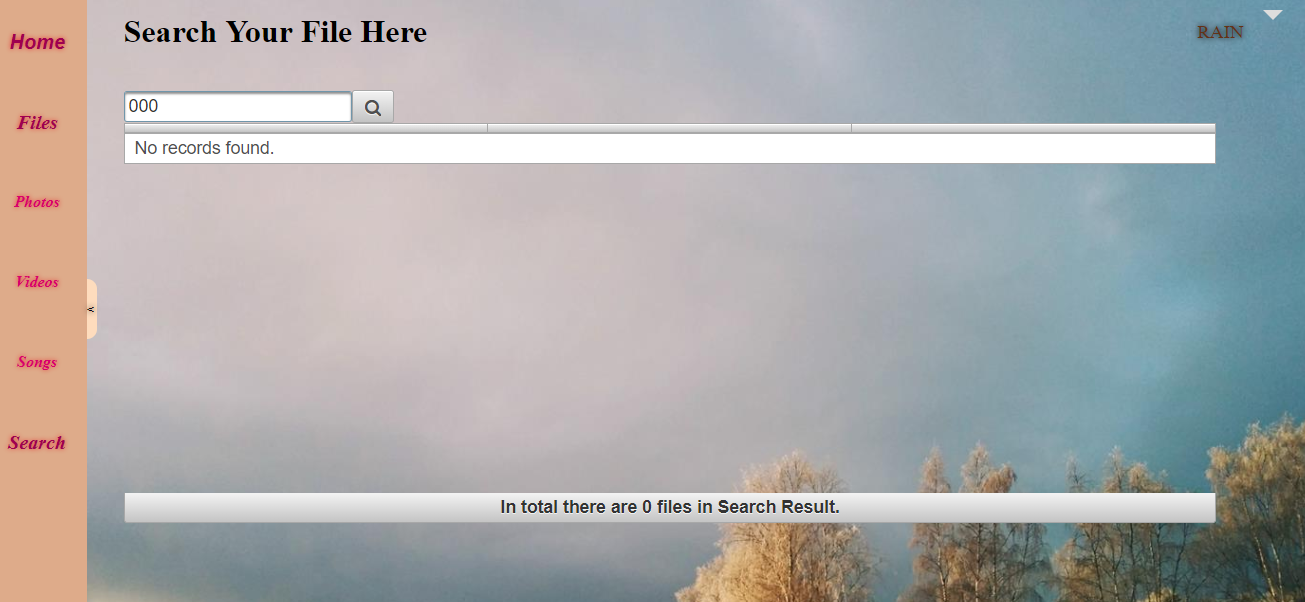 Home
Files
Photos
Videos
Songs
Search
<
Search Your File Here
RAIN
000
No records found.
In total there are 0 files in Search Result.